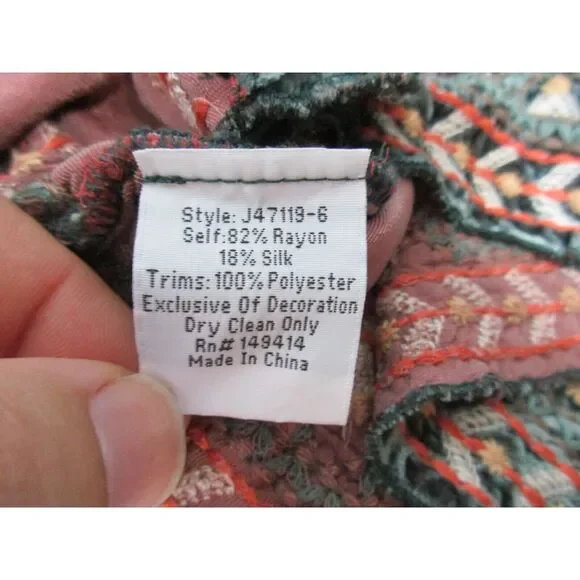 Style: J47119-6
Self:82% Rayon
18% Silk
Trims: 100% Polyester
Exclusive Of Decoration
Dry Clean Only
Rn# 149414
Made In China